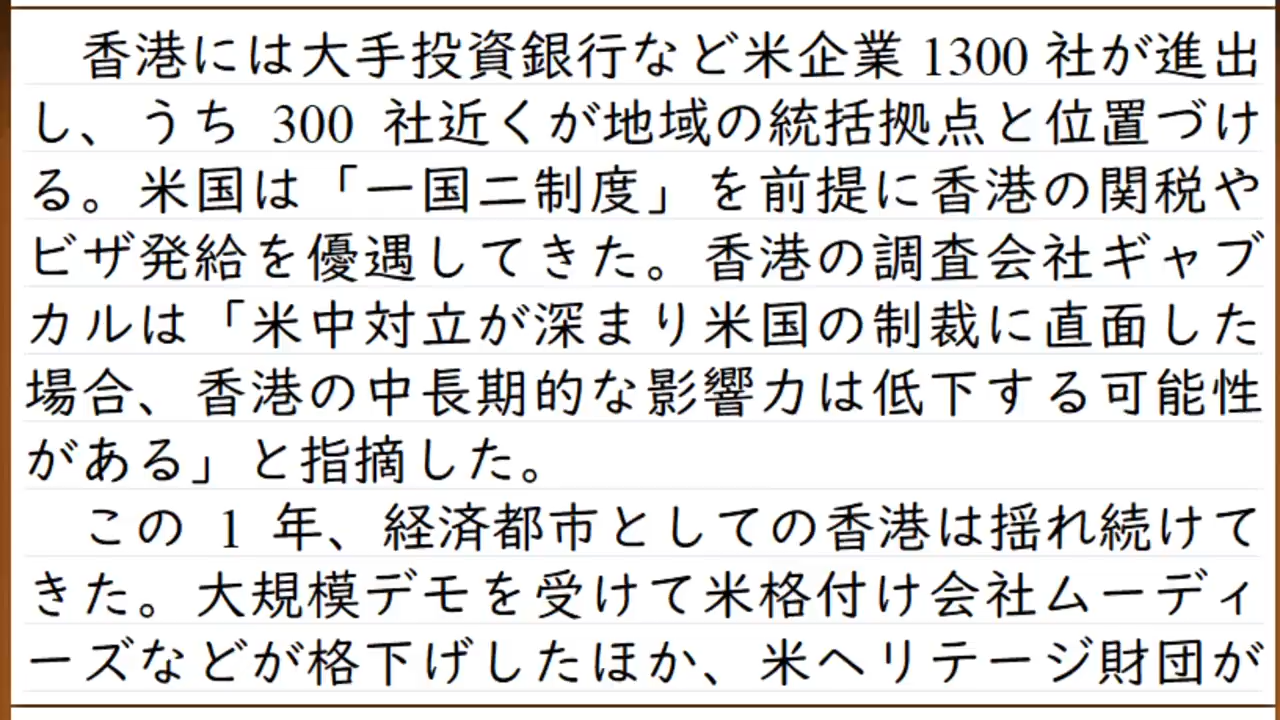 香港には大手投資銀行など米企業 1300 社が進出
し、うち 300 社近くが地域の統括拠点と位置づけ
る。米国は「一国二制度」を前提に香港の関税や
ビザ発給を優遇してきた。香港の調査会社ギャブ
カルは「米中対立が深まり米国の制裁に直面した
場合、香港の中長期的な影響力は低下する可能性
がある」と指摘した。
この 1 年、経済都市としての香港は揺れ続けて
きた。大規模デモを受けて米格付け会社ムーディ
ーズなどが格下げしたほか、米ヘリテージ財団が